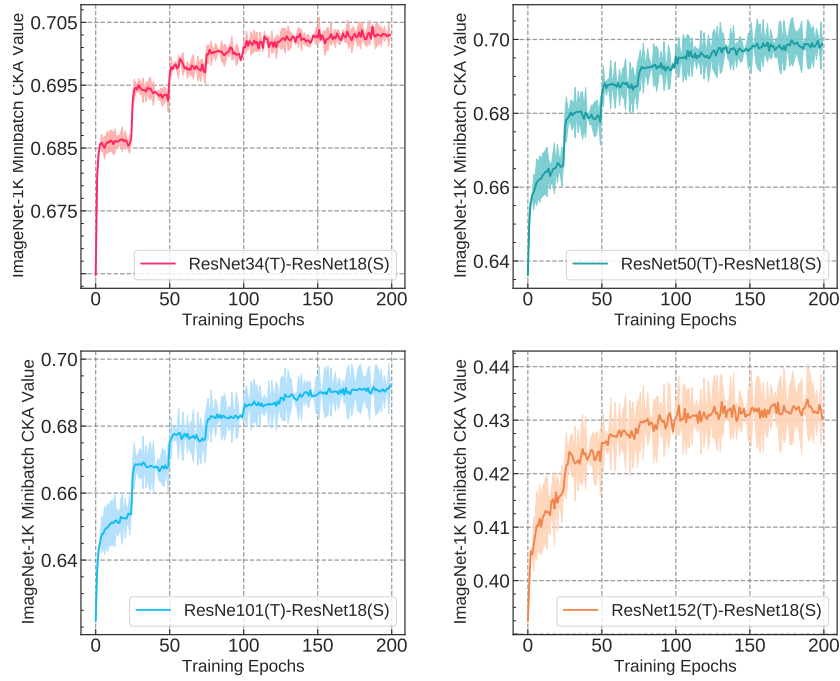 ImageNet-1K Minibatch CKA Value
0.705
0.695
0.685
0.675
ResNet34(T)-ResNet18(S)
0 50 100 150 200
Training Epochs
ImageNet-1K Minibatch CKA Value
0.70
0.68
0.66
0.64
ResNet50(T)-ResNet18(S)
0 50 100 150 200
Training Epochs
ImageNet-1K Minibatch CKA Value
0.70
0.68
0.66
0.64
ResNe101(T)-ResNet18(S)
0 50 100 150 200
Training Epochs
ImageNet-1K Minibatch CKA Value
0.44
0.43
0.42
0.41
0.40
ResNet152(T)-ResNet18(S)
0 50 100 150 200
Training Epochs